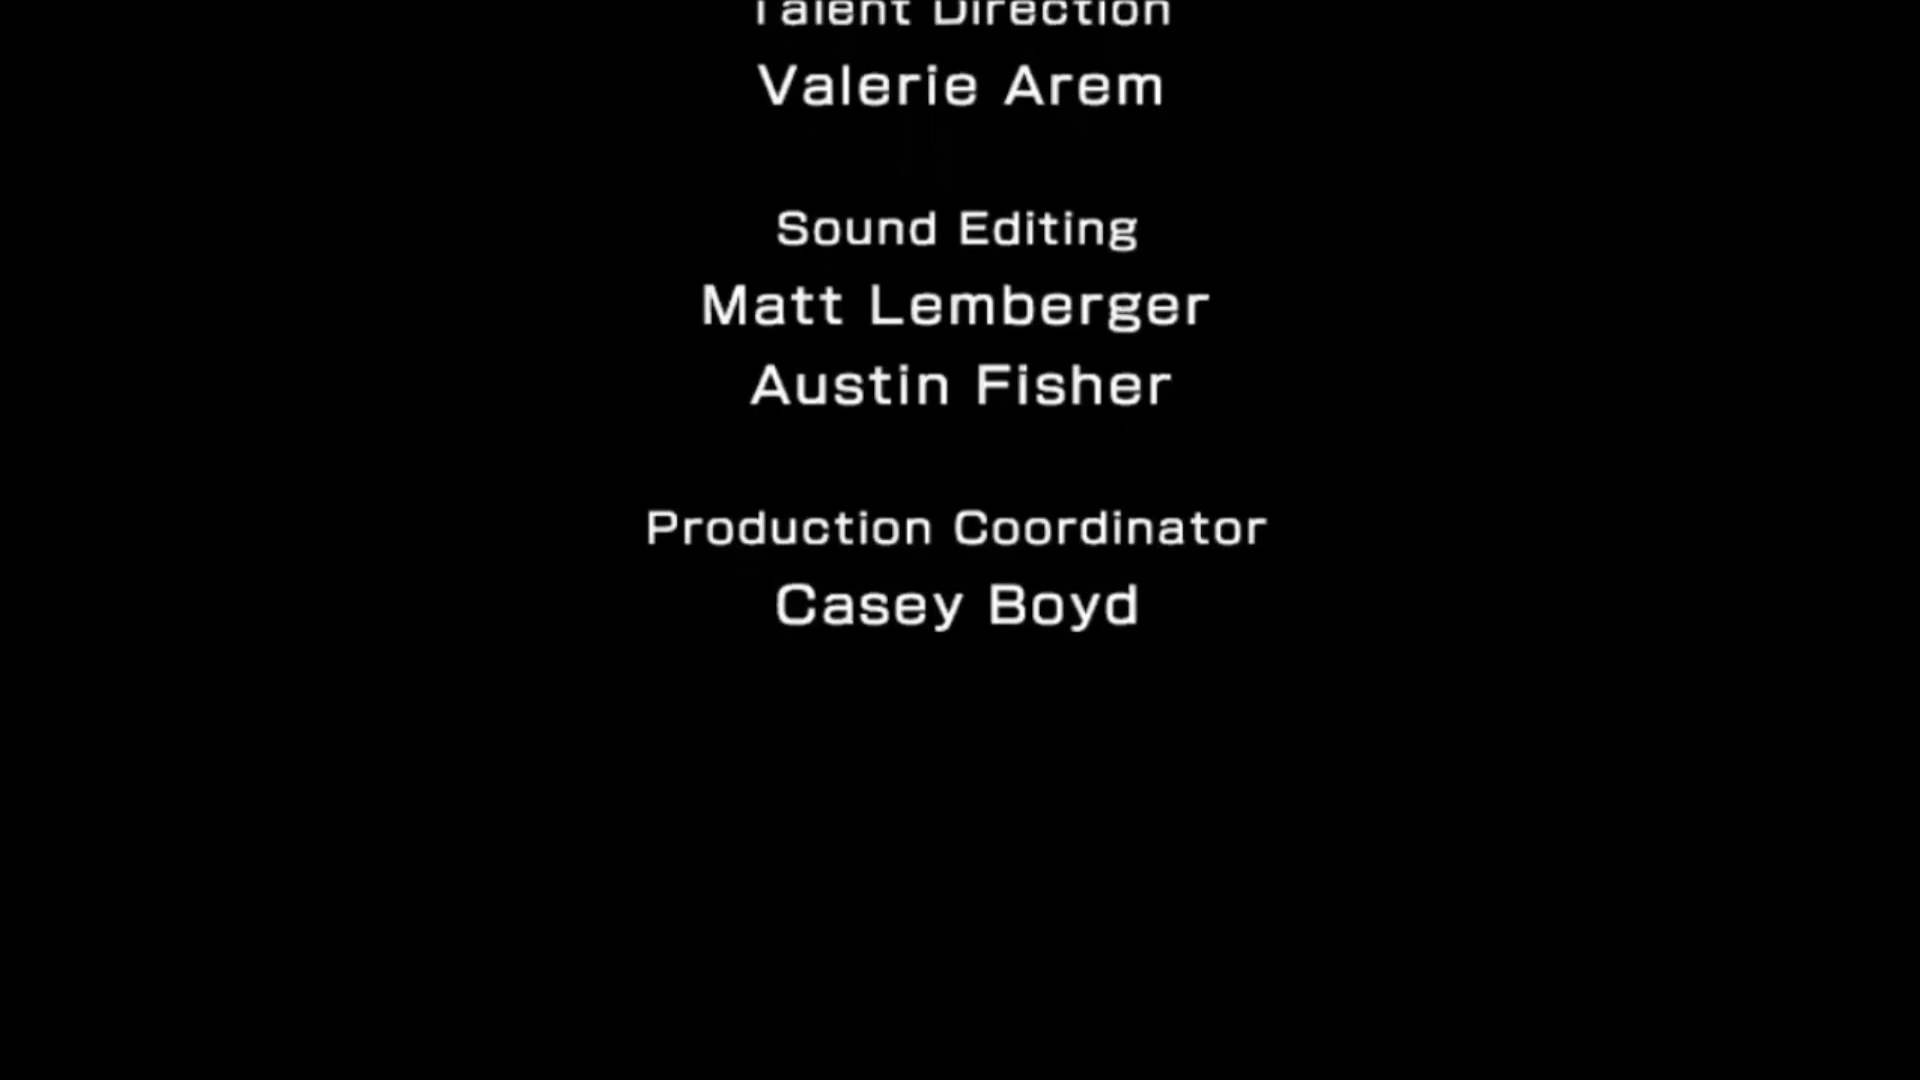 Talent Direction
Valerie Arem
Sound Editing
Matt Lemberger
Austin Fisher
Production Coordinator
Casey Boyd